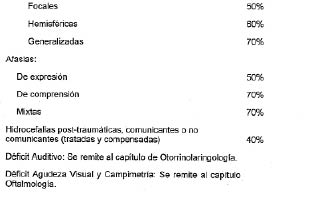 Focales 50%
Hemisféricas 60%
Generalizadas 70%
Afasias:
De expresión 50%
De comprensión 70%
Mixtas 70%
Hidrocefalias post-traumáticas, comunicantes o no
comunicantes (tratadas y compensadas) 40%
Déficit Auditivo: Se remite al capítulo de Otorrinolaringología.
Déficit Agudeza Visual y Campimetría: Se remite al capítulo
Oftalmología.